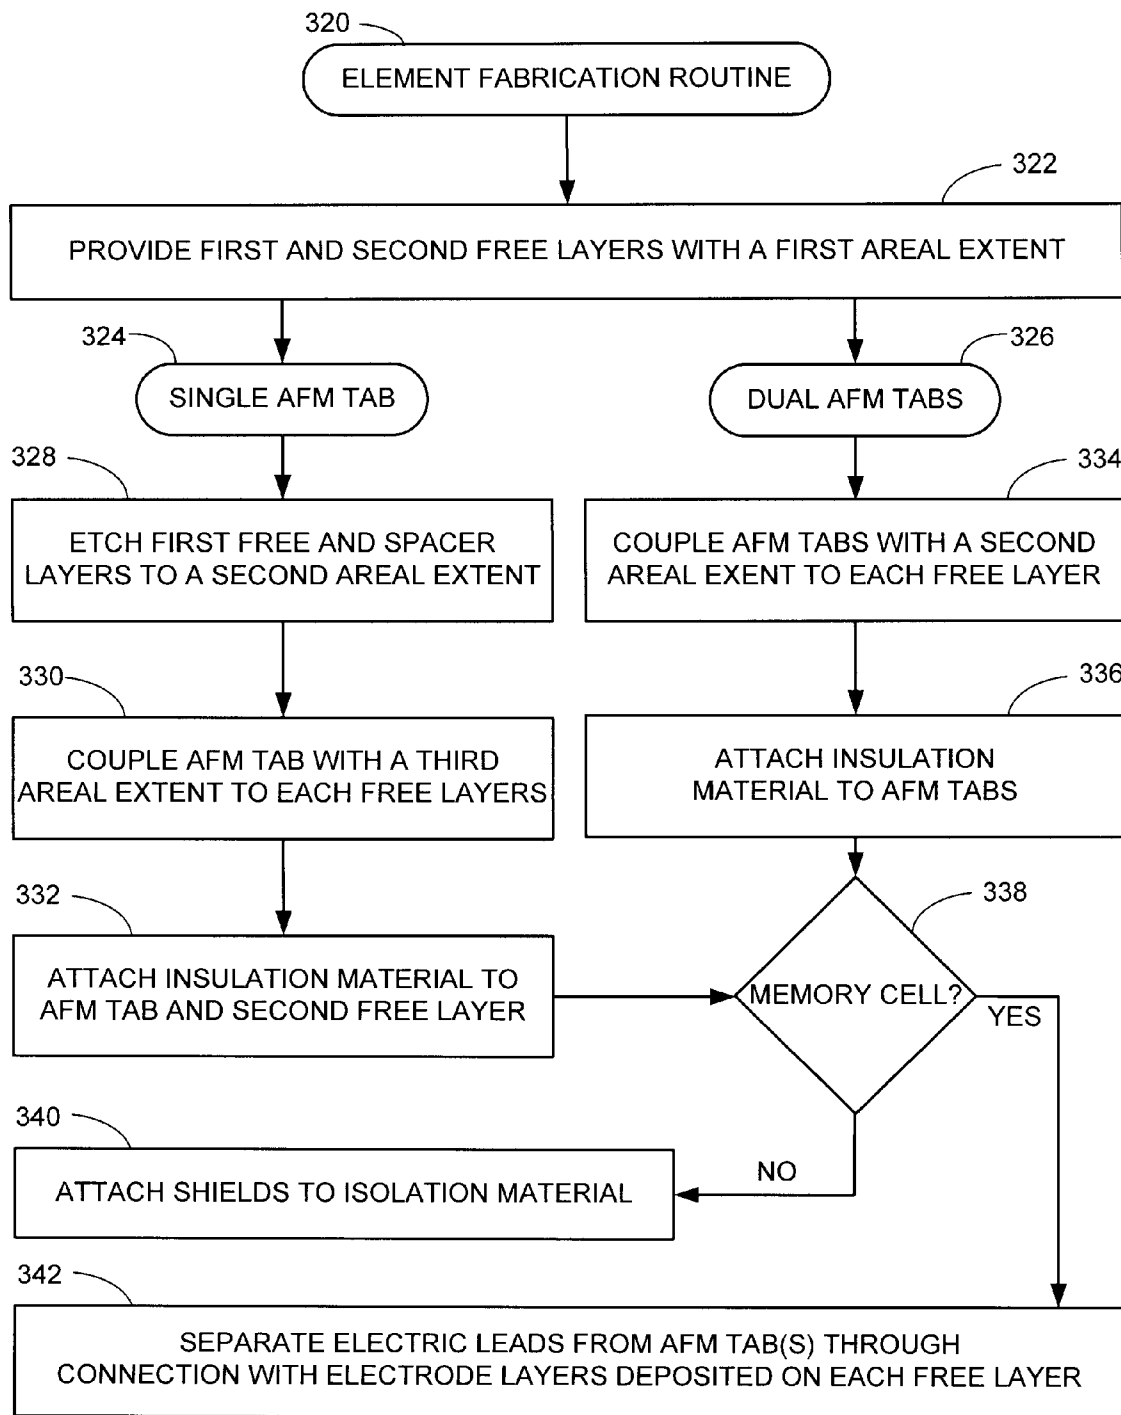 320
ELEMENT FABRICATION ROUTINE
322
PROVIDE FIRST AND SECOND FREE LAYERS WITH A FIRST AREAL EXTENT
324
SINGLE AFM TAB
326
DUAL AFM TABS
328
ETCH FIRST FREE AND SPACER
LAYERS TO A SECOND AREAL EXTENT
334
COUPLE AFM TABS WITH A SECOND
AREAL EXENT TO EACH FREE LAYER
330
COUPLE AFM TAB WITH A THIRD
AREAL EXTENT TO EACH FREE LAYERS
336
ATTACH INSULATION
MATERIAL TO AFM TABS
332
ATTACH INSULATION MATERIAL TO
AFM TAB AND SECOND FREE LAYER
338
MEMORY CELL?
YES
NO
340
ATTACH SHIELDS TO ISOLATION MATERIAL
342
SEPARATE ELECTRIC LEADS FROM AFM TAB(S) THROUGH
CONNECTION WITH ELECTRODE LAYERS DEPOSITED ON EACH FREE LAYER